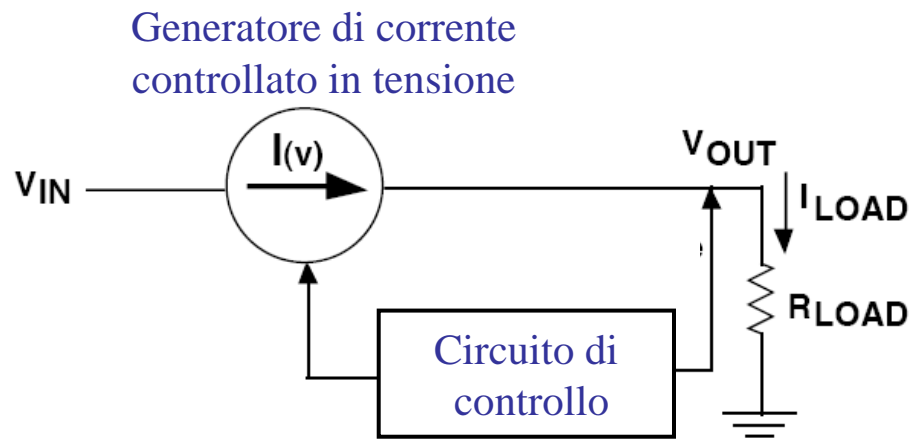 Generatore di corrente
controllato in tensione
I(v)
VIN
VOUT
ILOAD
RLOAD
Circuito di
controllo